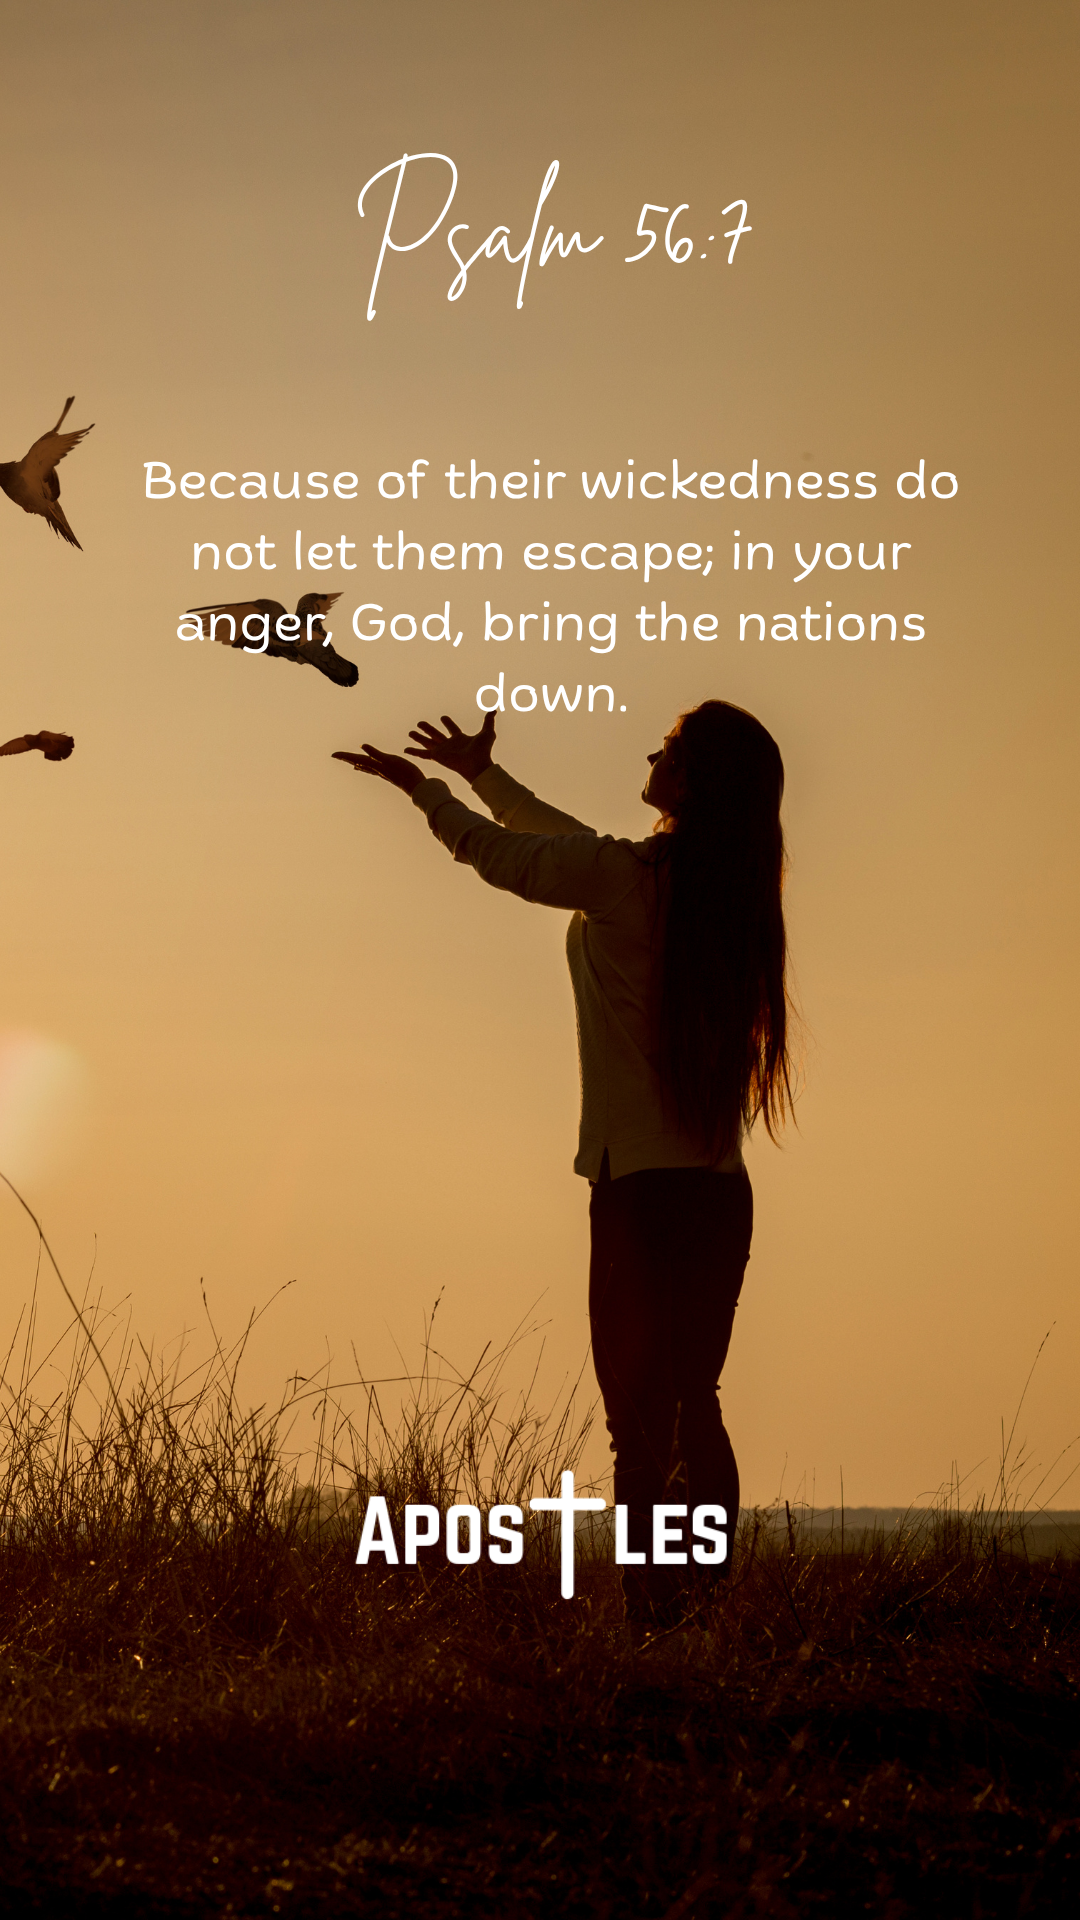 Psalm 56:7
Because of their wickedness do
not let them escape; in your
anger, God, bring the nations
down.
APOSTLES